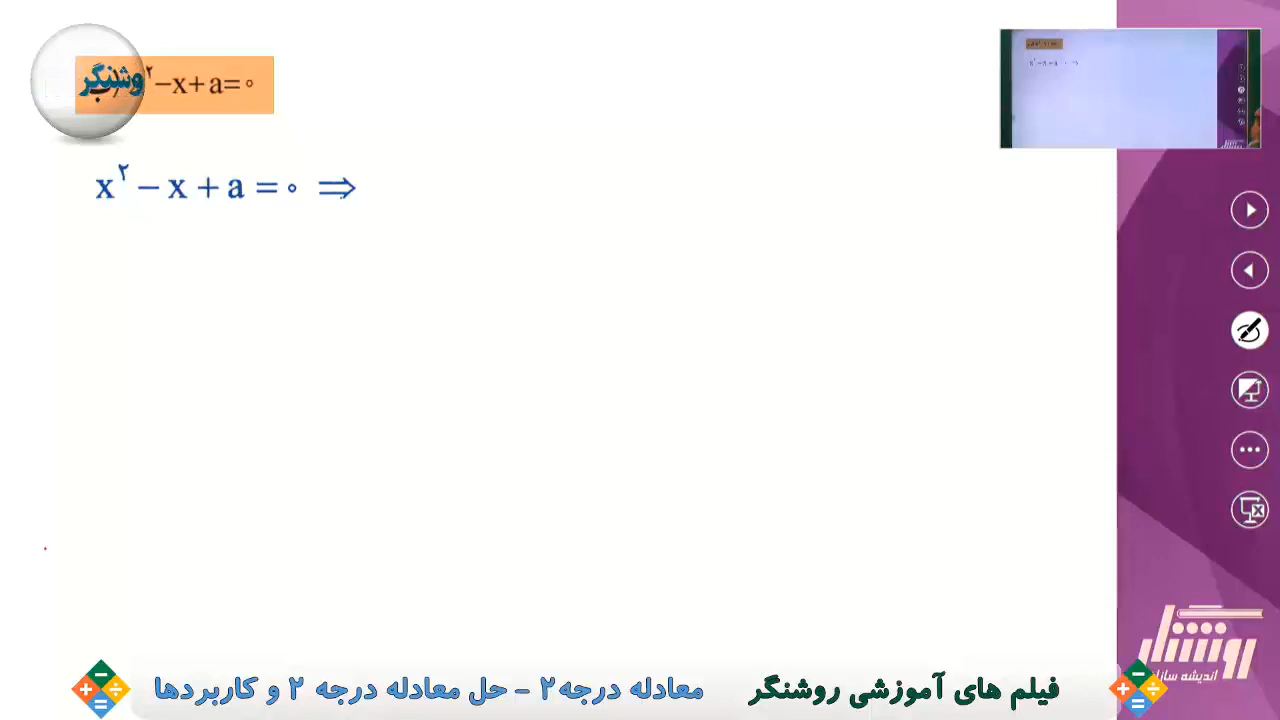 روشنگر
ب) x²−x+a=۰
x² − x + a = ۰ ⇒
روشنگر
اندیشه سازان
فیلم های آموزشی روشنگر
معادله درجه۲ - حل معادله درجه ۲ و کاربردها